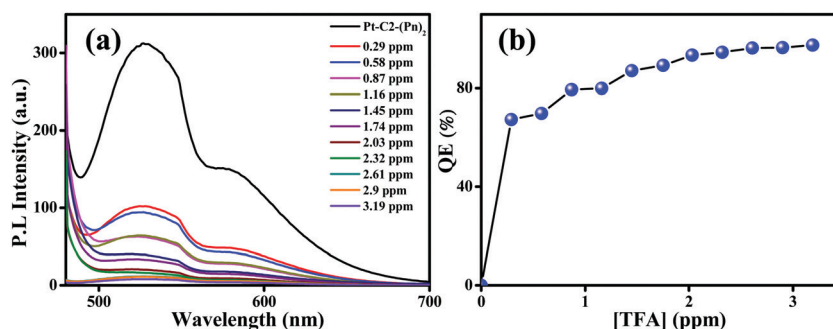 (a)
300
200
100
0
P.L Intensity (a.u.)
500
600
700
Wavelength (nm)
Pt-C2-(Pn)₂
0.29 ppm
0.58 ppm
0.87 ppm
1.16 ppm
1.45 ppm
1.74 ppm
2.03 ppm
2.32 ppm
2.61 ppm
2.9 ppm
3.19 ppm
(b)
80
40
0
QE (%)
0
1
2
3
[TFA] (ppm)